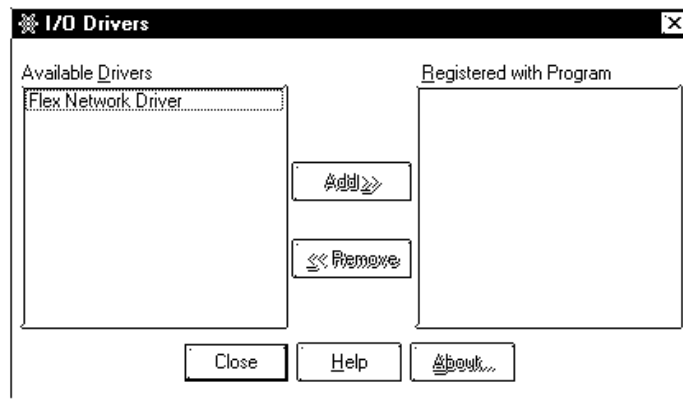 I/O Drivers
Available Drivers
Registered with Program
Flex Network Driver
Add >>
<< Remove
Close
Help
About...